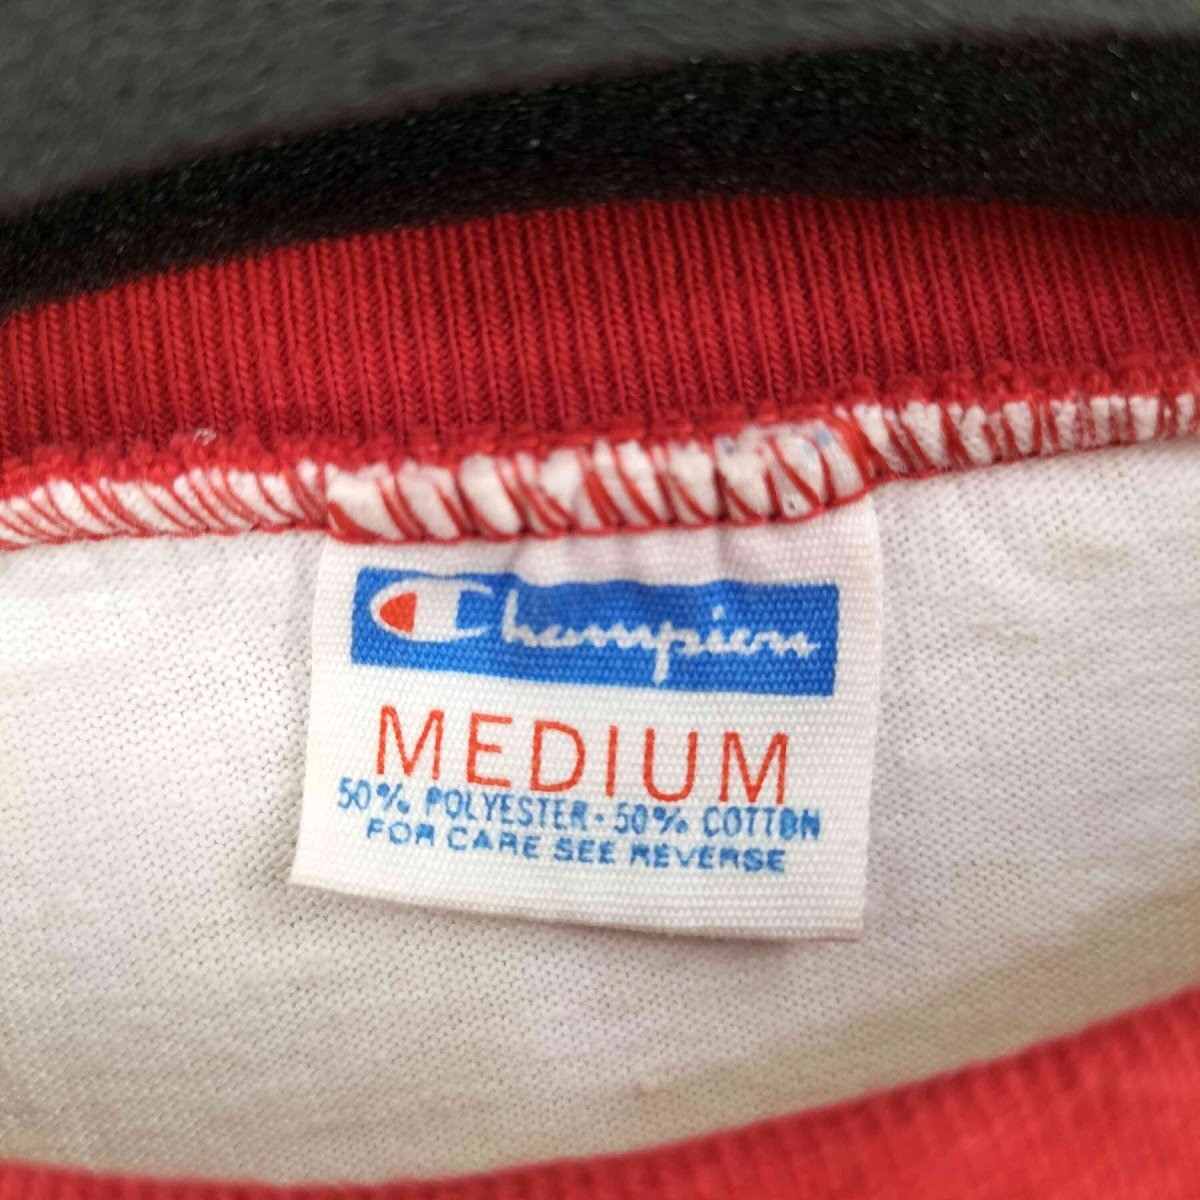 Champion
MEDIUM
50% POLYESTER · 50% COTTON
FOR CARE SEE REVERSE